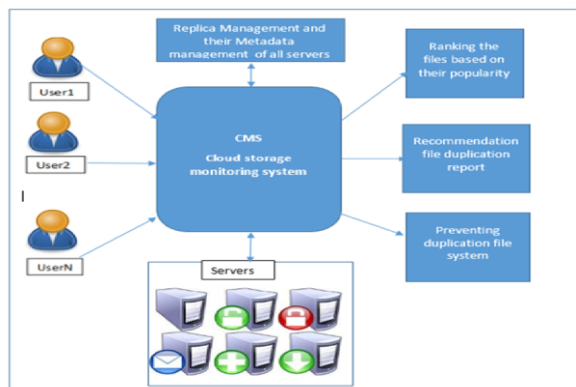 Replica Management and
their Metadata
management of all servers
Ranking the
files based on
their popularity
User1
CMS
Cloud storage
monitoring system
User2
Recommendation
file duplication
report
UserN
Preventing
duplication file
system
Servers